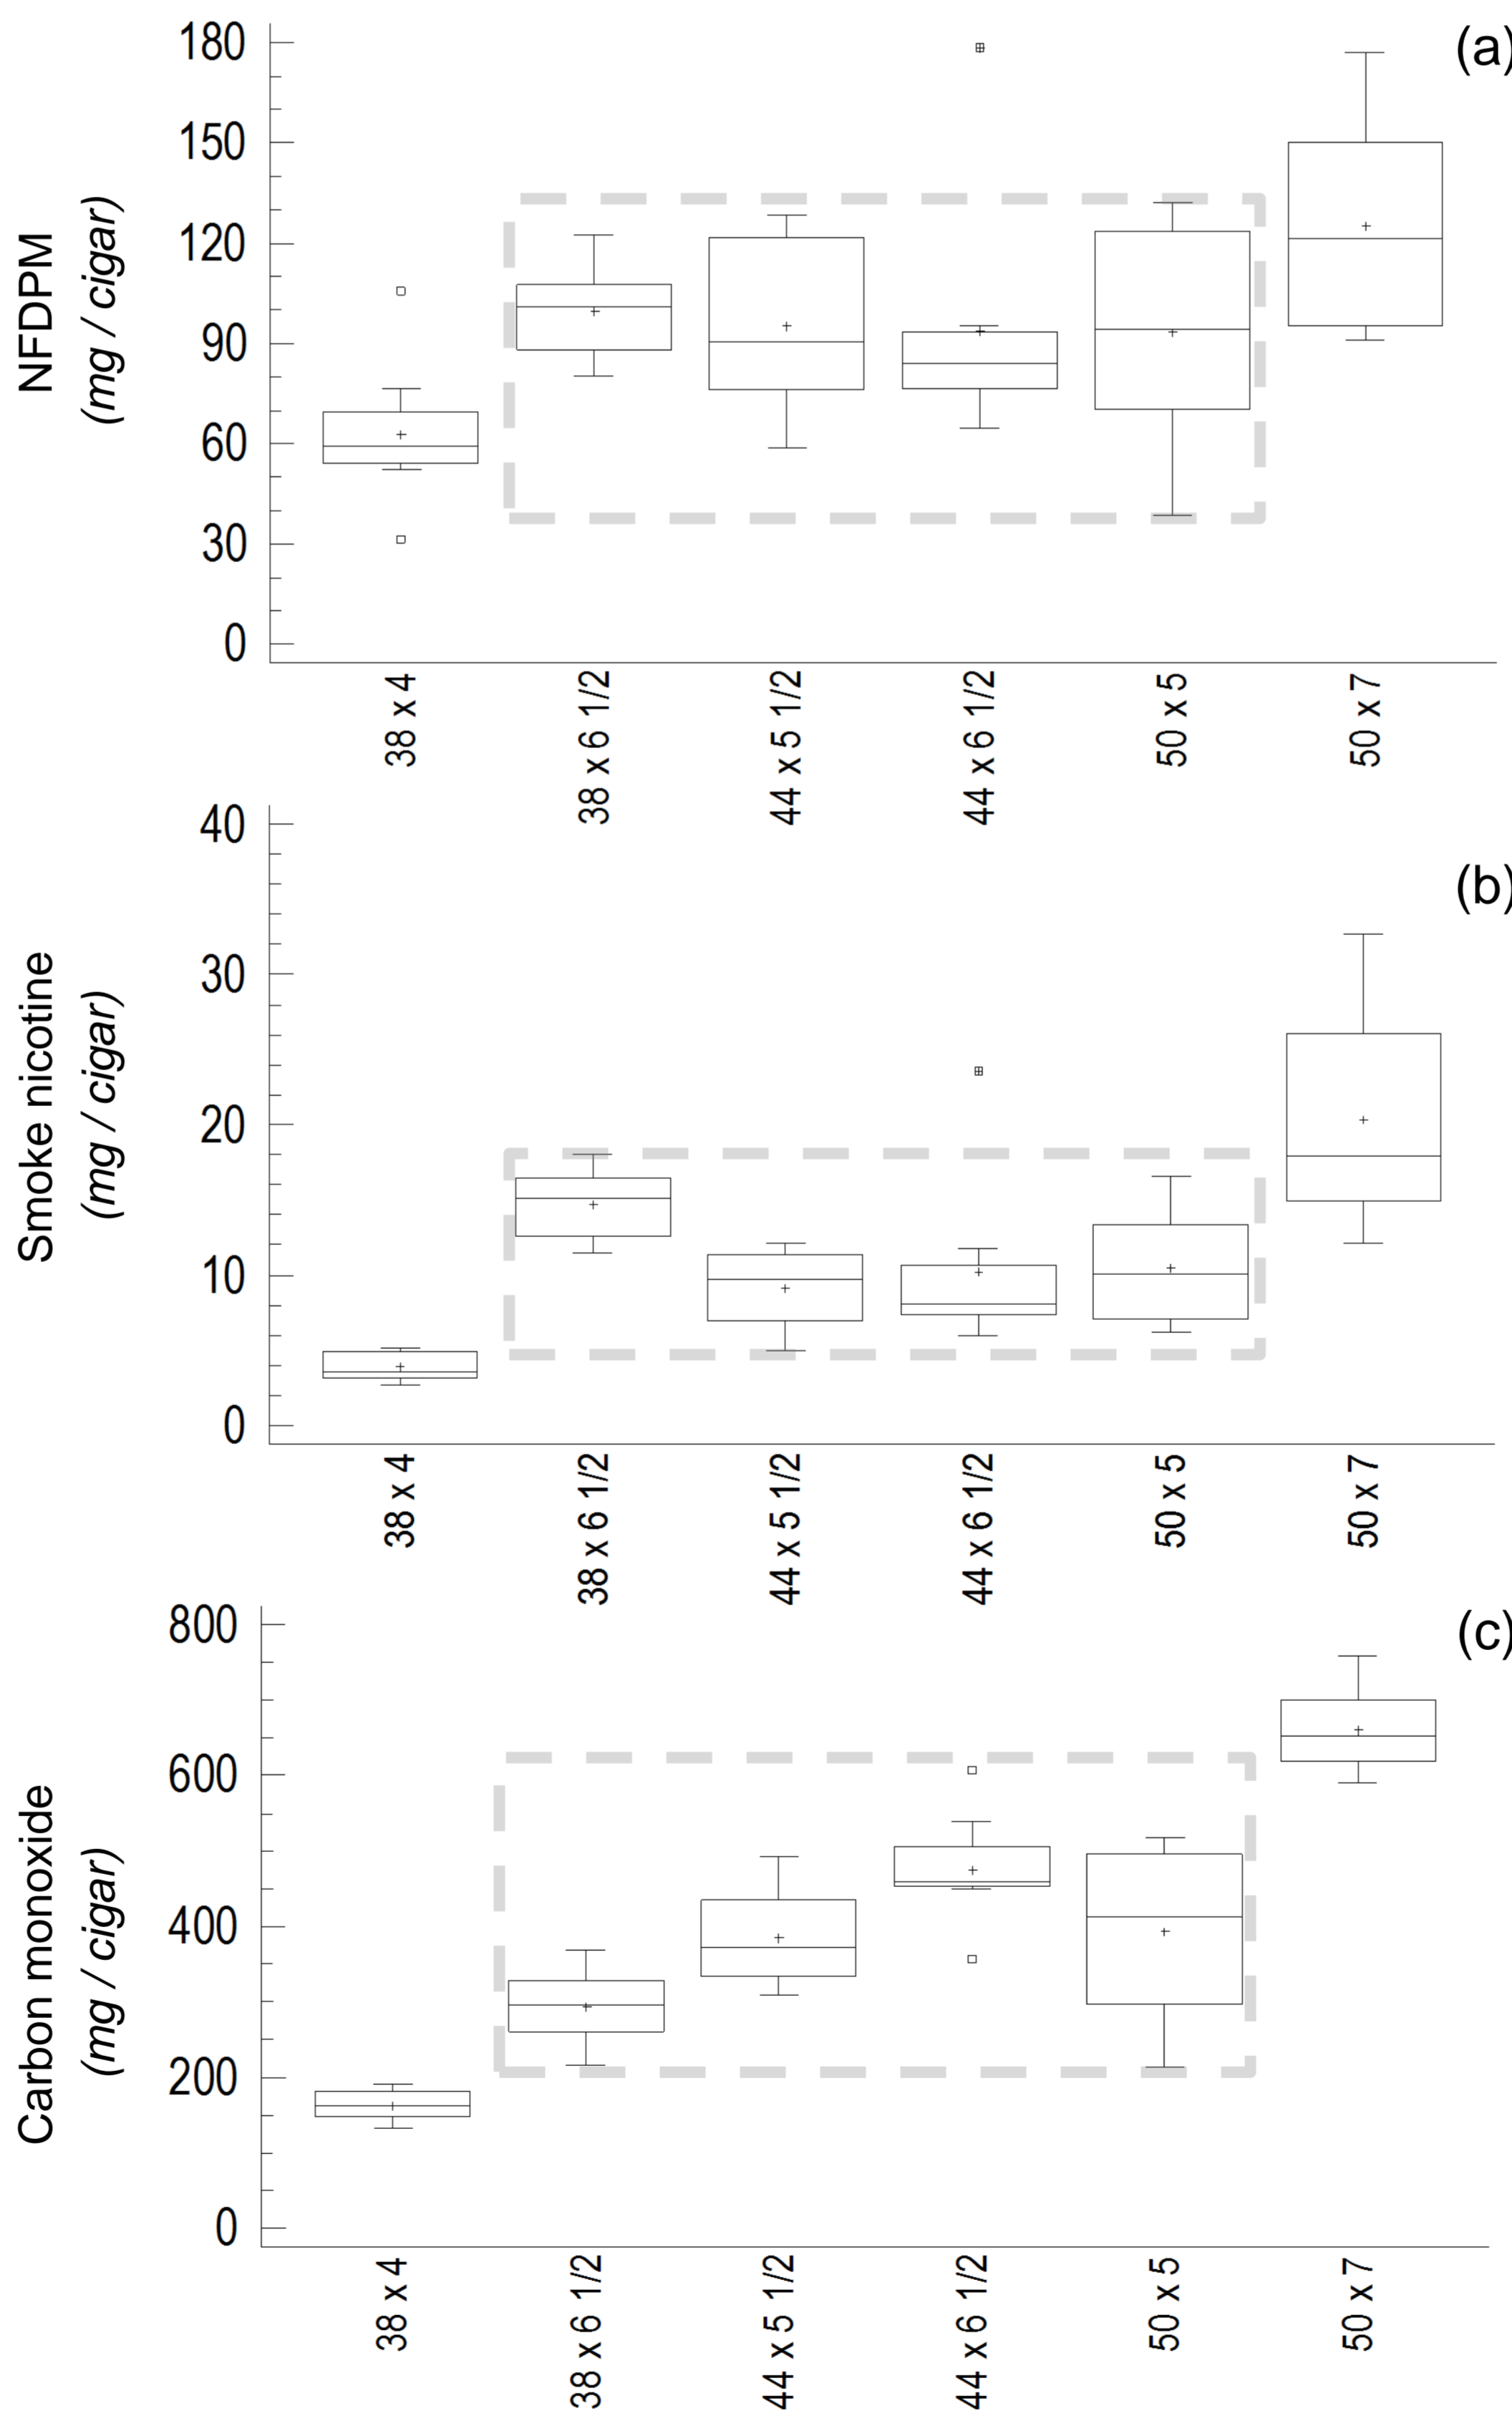 (a)
NFDPM
(mg / cigar)
180
150
120
90
60
30
0
38 x 4
38 x 6 1/2
44 x 5 1/2
44 x 6 1/2
50 x 5
50 x 7
(b)
Smoke nicotine
(mg / cigar)
40
30
20
10
0
38 x 4
38 x 6 1/2
44 x 5 1/2
44 x 6 1/2
50 x 5
50 x 7
(c)
Carbon monoxide
(mg / cigar)
800
600
400
200
0
38 x 4
38 x 6 1/2
44 x 5 1/2
44 x 6 1/2
50 x 5
50 x 7